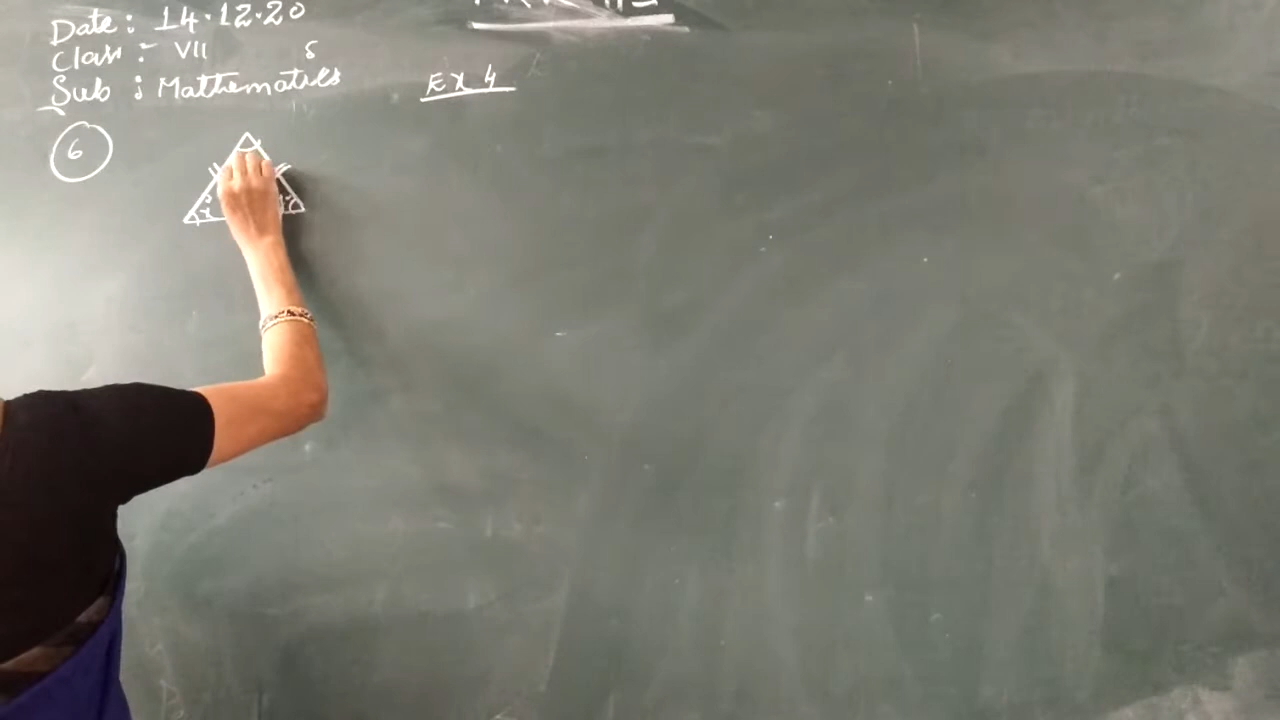 Date : 14.12.20
Class :- VII
Sub : Mathematics
Ex 4
6
x°